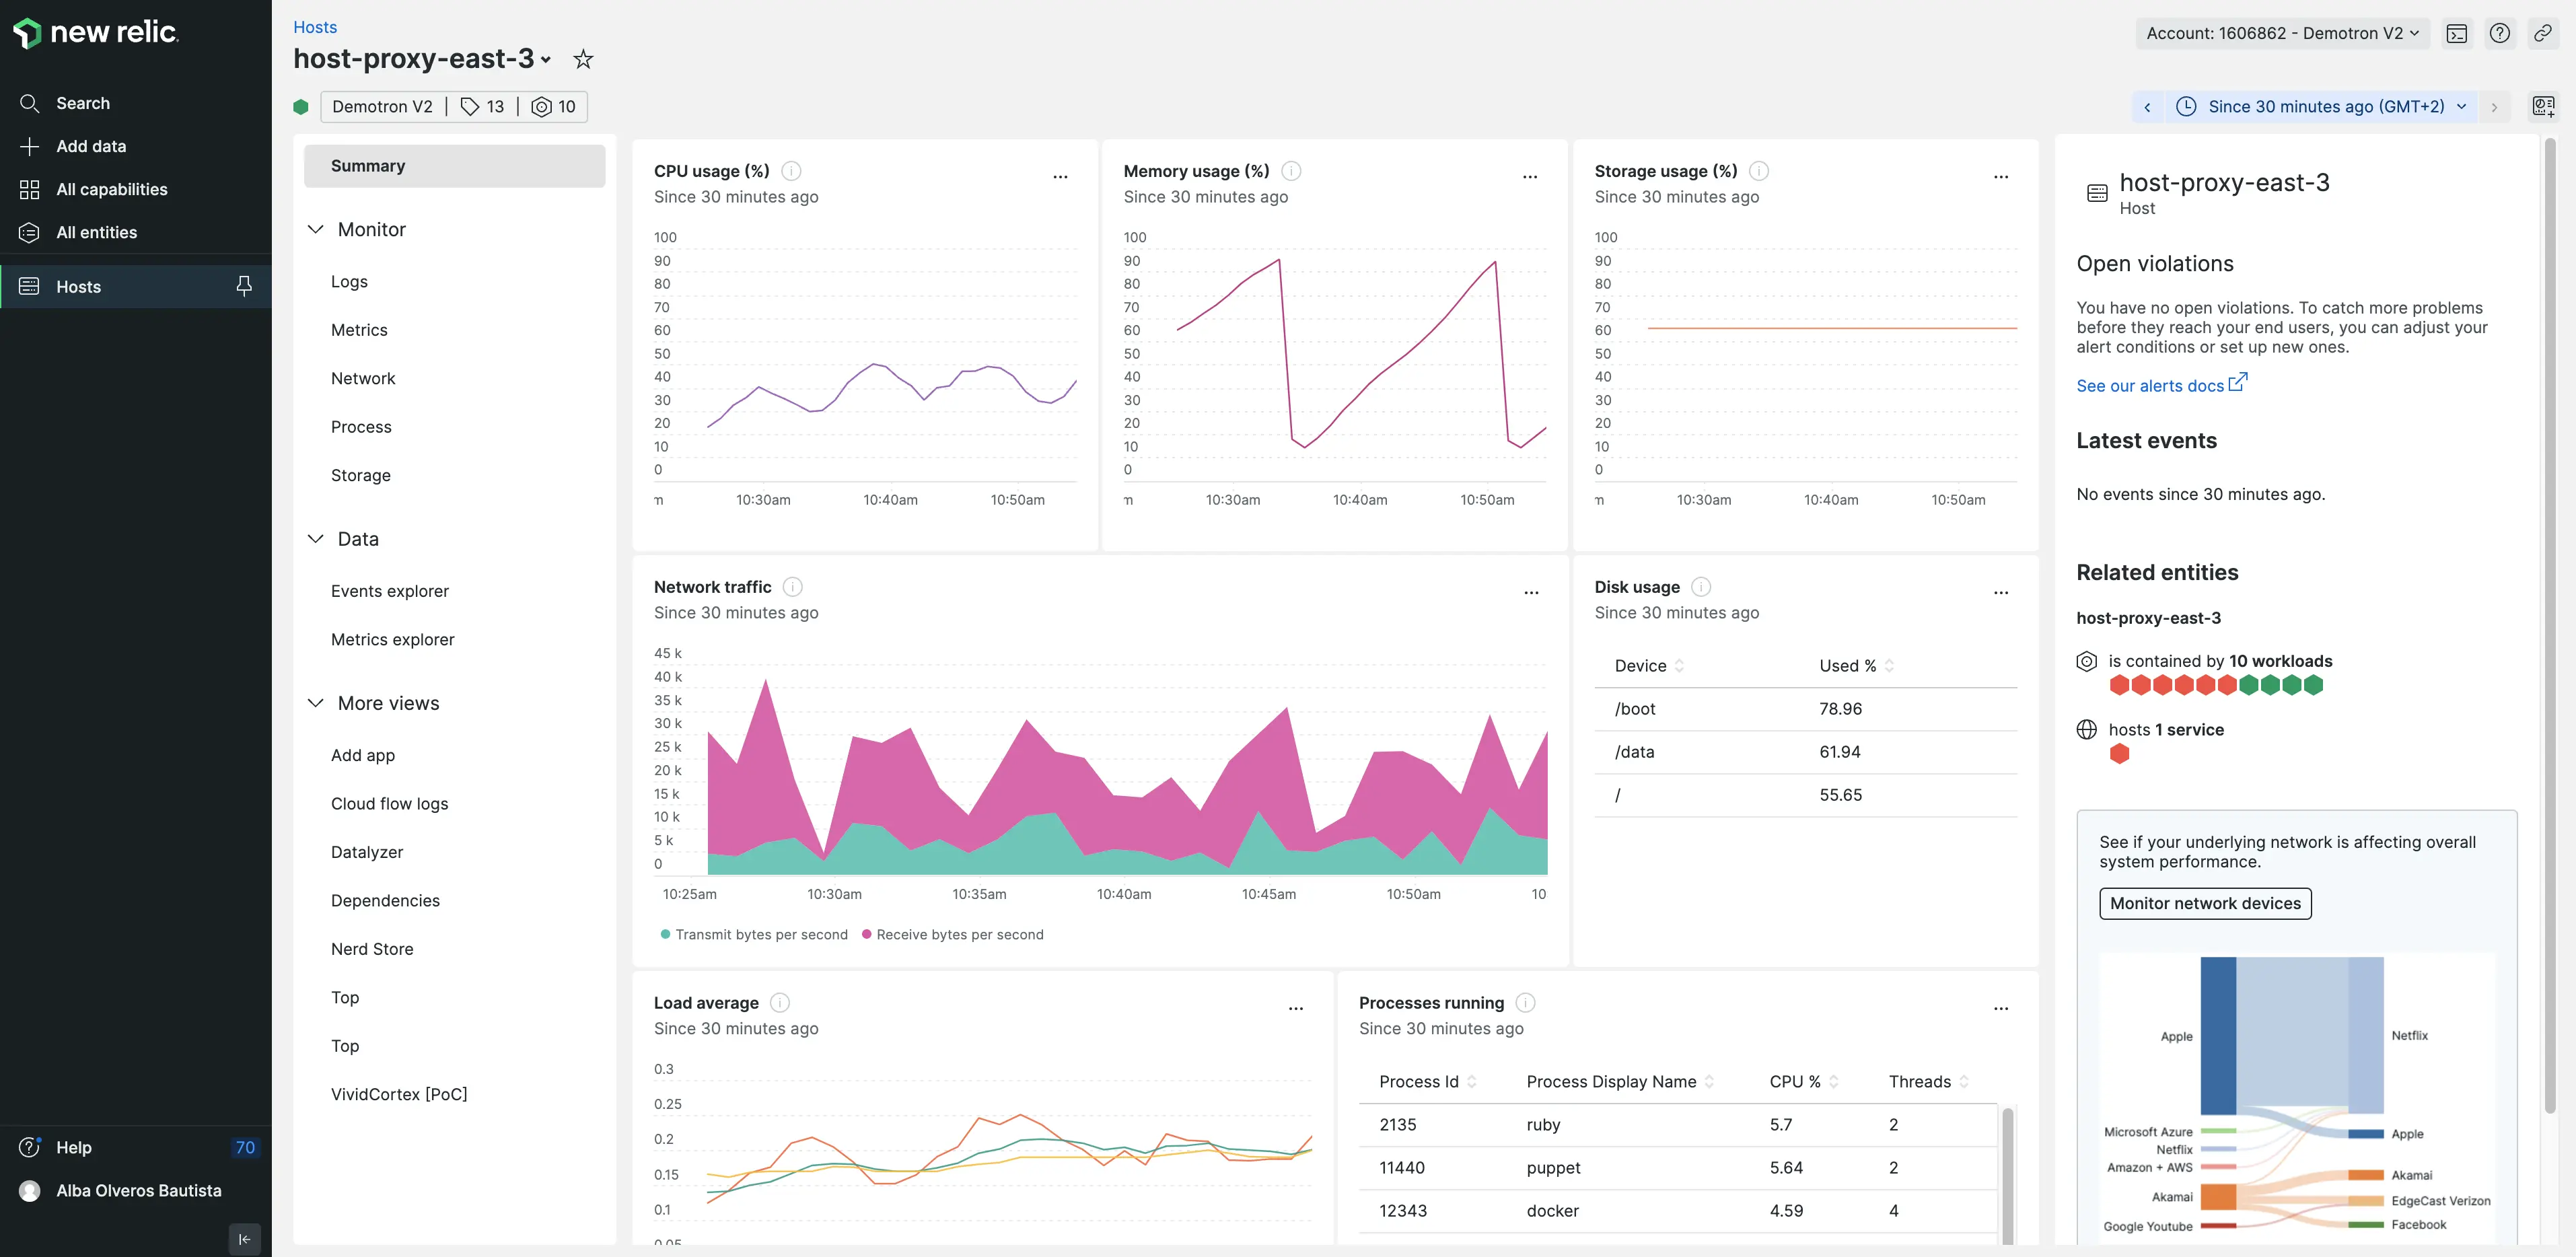 new relic.
Search
Add data
All capabilities
All entities
Hosts
Help
70
Alba Olveros Bautista
Hosts
host-proxy-east-3
Demotron V2 | 13 | 10
Account: 1606862 - Demotron V2
Since 30 minutes ago (GMT+2)
Summary
Monitor
Logs
Metrics
Network
Process
Storage
Data
Events explorer
Metrics explorer
More views
Add app
Cloud flow logs
Datalyzer
Dependencies
Nerd Store
Top
Top
VividCortex [PoC]
CPU usage (%)
Since 30 minutes ago
100
90
80
70
60
50
40
30
20
10
0
m 10:30am 10:40am 10:50am
Memory usage (%)
Since 30 minutes ago
100
90
80
70
60
50
40
30
20
10
0
m 10:30am 10:40am 10:50am
Storage usage (%)
Since 30 minutes ago
100
90
80
70
60
50
40
30
20
10
0
m 10:30am 10:40am 10:50am
Network traffic
Since 30 minutes ago
45 k
40 k
35 k
30 k
25 k
20 k
15 k
10 k
5 k
0
10:25am 10:30am 10:35am 10:40am 10:45am 10:50am 10
Transmit bytes per second Receive bytes per second
Disk usage
Since 30 minutes ago
Device Used %
/boot 78.96
/data 61.94
/ 55.65
Load average
Since 30 minutes ago
0.3
0.25
0.2
0.15
0.1
0.05
Processes running
Since 30 minutes ago
Process Id Process Display Name CPU % Threads
2135 ruby 5.7 2
11440 puppet 5.64 2
12343 docker 4.59 4
host-proxy-east-3
Host
Open violations
You have no open violations. To catch more problems
before they reach your end users, you can adjust your
alert conditions or set up new ones.
See our alerts docs
Latest events
No events since 30 minutes ago.
Related entities
host-proxy-east-3
is contained by 10 workloads
hosts 1 service
See if your underlying network is affecting overall
system performance.
Monitor network devices
Apple
Netflix
Microsoft Azure
Apple
Netflix
Amazon + AWS
Akamai
Akamai
EdgeCast Verizon
Google Youtube
Facebook